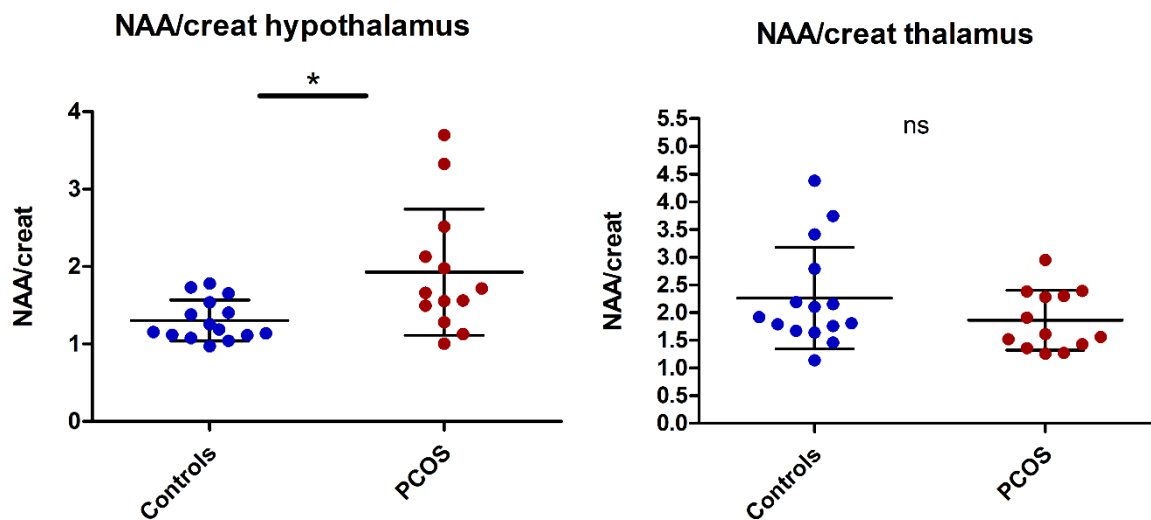 NAA/creat hypothalamus
*
NAA/creat
4
3
2
1
0
Controls
PCOS
NAA/creat thalamus
ns
NAA/creat
5.5
5.0
4.5
4.0
3.5
3.0
2.5
2.0
1.5
1.0
0.5
0.0
Controls
PCOS